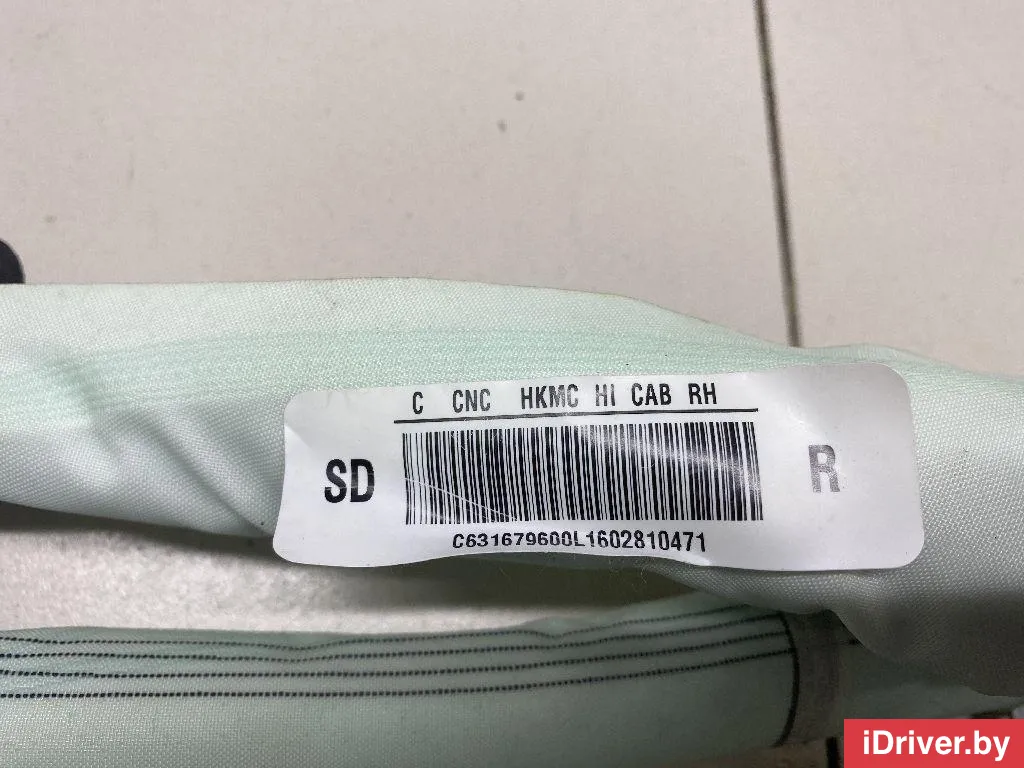 C CNC HKMC HI CAB RH
SD
R
C631679600L1602810471
iDriver.by